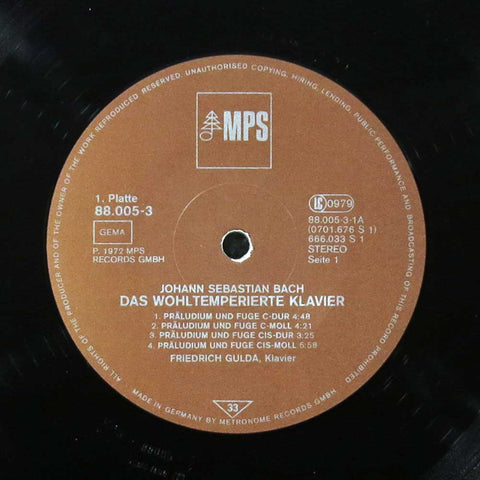 ALL RIGHTS OF THE PRODUCER AND OF THE OWNER OF THE WORK REPRODUCED RESERVED. UNAUTHORISED COPYING, HIRING, LENDING, PUBLIC PERFORMANCE AND BROADCASTING OF THIS RECORD PROHIBITED
MPS
1. Platte
88.005-3
GEMA
P. 1972 MPS
RECORDS GMBH
LC 0979
88.005-3-1A
(0701.676 S 1)
666.033 S 1
STEREO
Seite 1
JOHANN SEBASTIAN BACH
DAS WOHLTEMPERIERTE KLAVIER
1. PRÄLUDIUM UND FUGE C-DUR 4:48
2. PRÄLUDIUM UND FUGE C-MOLL 4:21
3. PRÄLUDIUM UND FUGE CIS-DUR 3:25
4. PRÄLUDIUM UND FUGE CIS-MOLL 5:58
FRIEDRICH GULDA, Klavier
33
MADE IN GERMANY BY METRONOME RECORDS GMBH